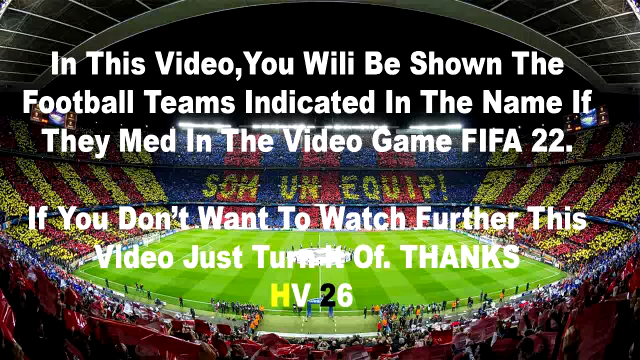 In This Video,You Wili Be Shown The
Football Teams Indicated In The Name If
They Med In The Video Game FIFA 22.
SOM UN EQUIP!
If You Don't Want To Watch Further This
Video Just Turn It Of. THANKS
HV 26